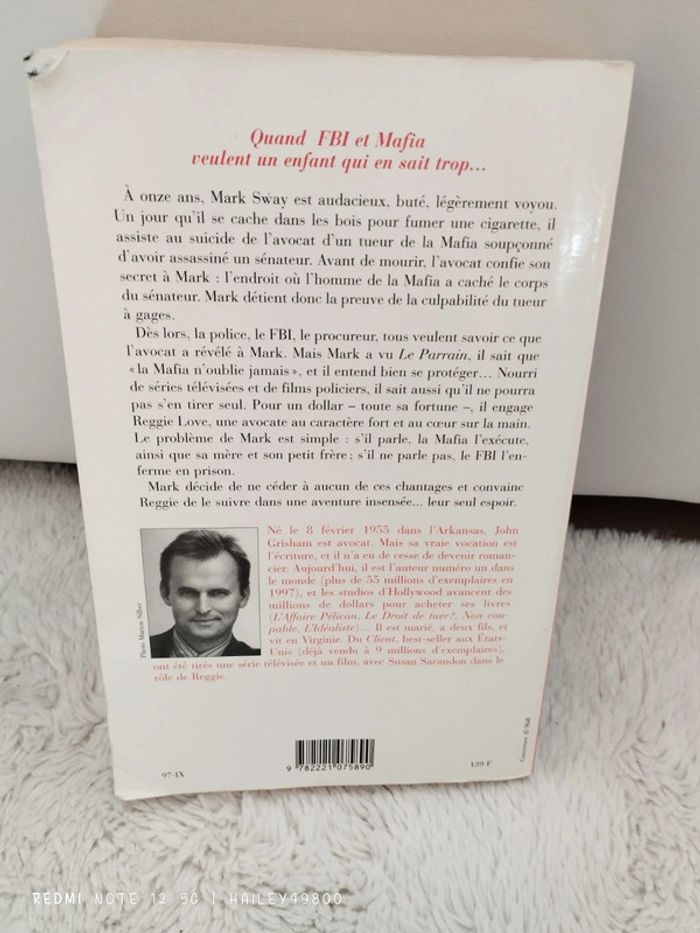 Quand FBI et Mafia
veulent un enfant qui en sait trop...
À onze ans, Mark Sway est audacieux, buté, légèrement voyou.
Un jour qu'il se cache dans les bois pour fumer une cigarette, il
assiste au suicide de l'avocat d'un tueur de la Mafia soupçonné
d'avoir assassiné un sénateur. Avant de mourir, l'avocat confie son
secret à Mark : l'endroit où l'homme de la Mafia a caché le corps
du sénateur. Mark détient donc la preuve de la culpabilité du tueur
à gages.
Dès lors, la police, le FBI, le procureur, tous veulent savoir ce que
l'avocat a révélé à Mark. Mais Mark a vu Le Parrain, il sait que
« la Mafia n'oublie jamais », et il entend bien se protéger... Nourri
de séries télévisées et de films policiers, il sait aussi qu'il ne pourra
pas s'en tirer seul. Pour un dollar – toute sa fortune –, il engage
Reggie Love, une avocate au caractère fort et au cœur sur la main.
Le problème de Mark est simple : s'il parle, la Mafia l'exécute,
ainsi que sa mère et son petit frère ; s'il ne parle pas, le FBI l'en-
ferme en prison.
Mark décide de ne céder à aucun de ces chantages et convainc
Reggie de le suivre dans une aventure insensée... leur seul espoir.
Né le 8 février 1955 dans l'Arkansas, John
Grisham est avocat. Mais sa vraie vocation est
l'écriture, et il n'a eu de cesse de devenir roman-
cier. Aujourd'hui, il est l'auteur numéro un dans
le monde (plus de 55 millions d'exemplaires en
1997), et les studios d'Hollywood avancent des
millions de dollars pour acheter ses livres
(L'Affaire Pélican, Le Droit de tuer?, Non cou-
pable, L'Idéaliste)... Il est marié, a deux fils, et
vit en Virginie. Du Client, best-seller aux États-
Unis (déjà vendu à 9 millions d'exemplaires),
ont été tirés une série télévisée et un film, avec Susan Sarandon dans le
rôle de Reggie.
Photo Marion
97-IX
9 782221 075890
139 F
Couverture
REDMI NOTE 12 5G | HAILEY49800